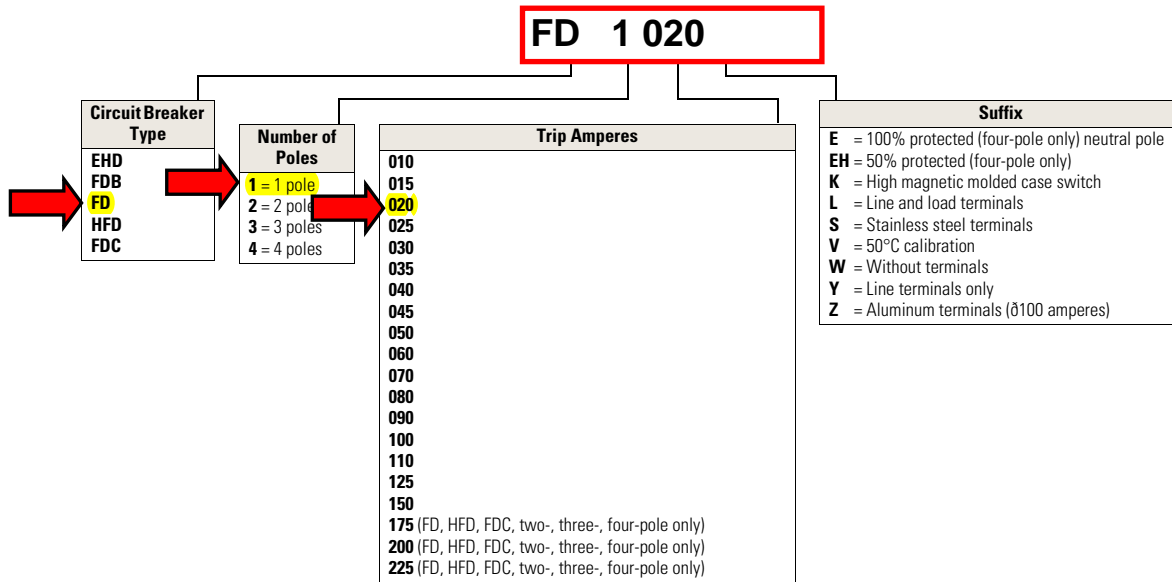 FD 1 020
Circuit Breaker
Type
EHD
FDB
FD
HFD
FDC
Number of
Poles
1 = 1 pole
2 = 2 pole
3 = 3 poles
4 = 4 poles
Trip Amperes
010
015
020
025
030
035
040
045
050
060
070
080
090
100
110
125
150
175 (FD, HFD, FDC, two-, three-, four-pole only)
200 (FD, HFD, FDC, two-, three-, four-pole only)
225 (FD, HFD, FDC, two-, three-, four-pole only)
Suffix
E = 100% protected (four-pole only) neutral pole
EH = 50% protected (four-pole only)
K = High magnetic molded case switch
L = Line and load terminals
S = Stainless steel terminals
V = 50°C calibration
W = Without terminals
Y = Line terminals only
Z = Aluminum terminals (ð100 amperes)